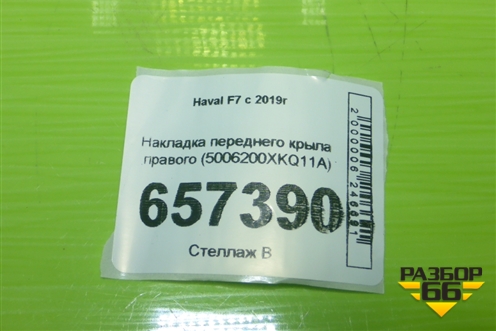 Haval F7 с 2019г
Накладка переднего крыла
правого (5006200XKQ11A)
657390
Стеллаж В
РАЗБОР
66